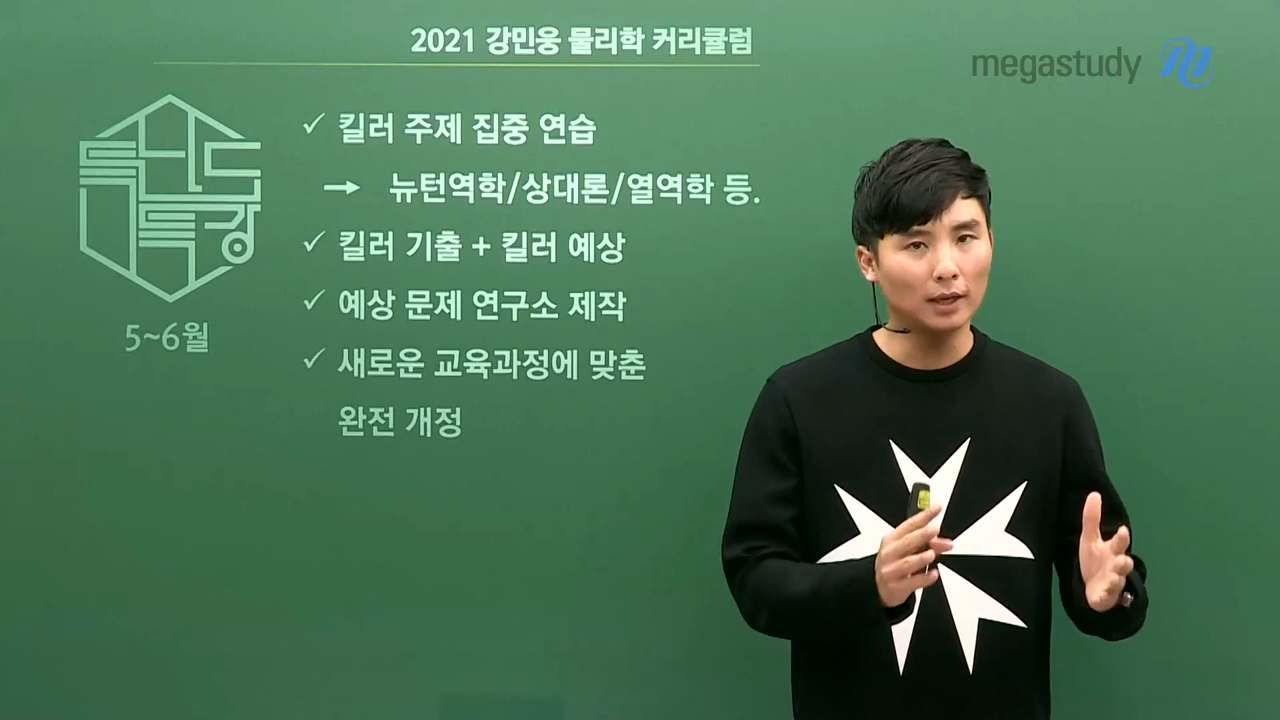 2021 강민웅 물리학 커리큘럼
megastudy
✓ 킬러 주제 집중 연습
→ 뉴턴역학/상대론/열역학 등.
✓ 킬러 기출 + 킬러 예상
✓ 예상 문제 연구소 제작
✓ 새로운 교육과정에 맞춘
완전 개정
특난도
특강
5~6월